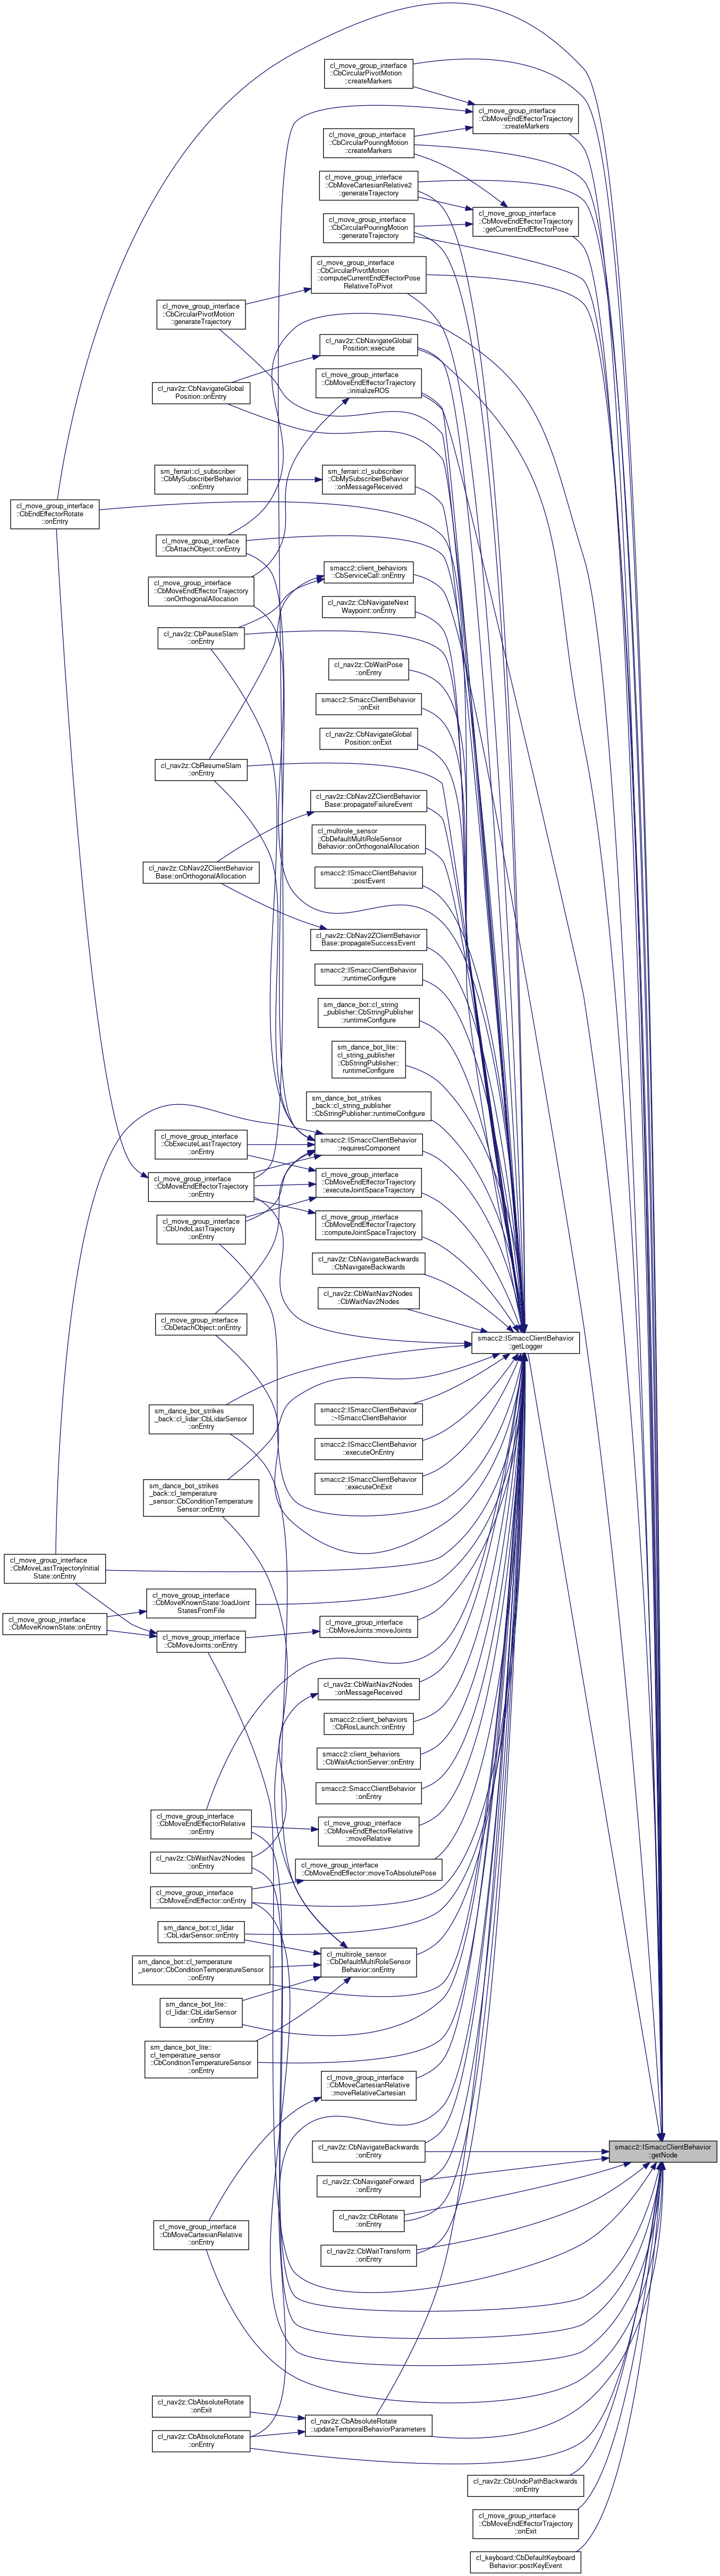 cl_move_group_interface
::CbCircularPivotMotion
::createMarkers
cl_move_group_interface
::CbMoveEndEffectorTrajectory
::createMarkers
cl_move_group_interface
::CbCircularPouringMotion
::createMarkers
cl_move_group_interface
::CbMoveCartesianRelative2
::generateTrajectory
cl_move_group_interface
::CbMoveEndEffectorTrajectory
::getCurrentEndEffectorPose
cl_move_group_interface
::CbCircularPouringMotion
::generateTrajectory
cl_move_group_interface
::CbCircularPivotMotion
::computeCurrentEndEffectorPose
RelativeToPivot
cl_move_group_interface
::CbCircularPivotMotion
::generateTrajectory
cl_nav2z::CbNavigateGlobal
Position::execute
cl_move_group_interface
::CbMoveEndEffectorTrajectory
::initializeROS
cl_nav2z::CbNavigateGlobal
Position::onEntry
sm_ferrari::cl_subscriber
::CbMySubscriberBehavior
::onEntry
sm_ferrari::cl_subscriber
::CbMySubscriberBehavior
::onMessageReceived
cl_move_group_interface
::CbEndEffectorRotate
::onEntry
cl_move_group_interface
::CbAttachObject::onEntry
smacc2::client_behaviors
::CbServiceCall::onEntry
cl_move_group_interface
::CbMoveEndEffectorTrajectory
::onOrthogonalAllocation
cl_nav2z::CbNavigateNext
Waypoint::onEntry
cl_nav2z::CbPauseSlam
::onEntry
cl_nav2z::CbWaitPose
::onEntry
smacc2::SmaccClientBehavior
::onExit
cl_nav2z::CbNavigateGlobal
Position::onExit
cl_nav2z::CbResumeSlam
::onEntry
cl_nav2z::CbNav2ZClientBehavior
Base::propagateFailureEvent
cl_multirole_sensor
::CbDefaultMultiRoleSensor
Behavior::onOrthogonalAllocation
cl_nav2z::CbNav2ZClientBehavior
Base::onOrthogonalAllocation
smacc2::ISmaccClientBehavior
::postEvent
cl_nav2z::CbNav2ZClientBehavior
Base::propagateSuccessEvent
smacc2::ISmaccClientBehavior
::runtimeConfigure
sm_dance_bot::cl_string
_publisher::CbStringPublisher
::runtimeConfigure
sm_dance_bot_lite::
cl_string_publisher
::CbStringPublisher::
runtimeConfigure
sm_dance_bot_strikes
_back::cl_string_publisher
::CbStringPublisher::runtimeConfigure
cl_move_group_interface
::CbExecuteLastTrajectory
::onEntry
smacc2::ISmaccClientBehavior
::requiresComponent
cl_move_group_interface
::CbMoveEndEffectorTrajectory
::onEntry
cl_move_group_interface
::CbMoveEndEffectorTrajectory
::executeJointSpaceTrajectory
cl_move_group_interface
::CbUndoLastTrajectory
::onEntry
cl_move_group_interface
::CbMoveEndEffectorTrajectory
::computeJointSpaceTrajectory
cl_nav2z::CbNavigateBackwards
::CbNavigateBackwards
cl_nav2z::CbWaitNav2Nodes
::CbWaitNav2Nodes
cl_move_group_interface
::CbDetachObject::onEntry
smacc2::ISmaccClientBehavior
::getLogger
sm_dance_bot_strikes
_back::cl_lidar::CbLidarSensor
::onEntry
smacc2::ISmaccClientBehavior
::~ISmaccClientBehavior
smacc2::ISmaccClientBehavior
::executeOnEntry
smacc2::ISmaccClientBehavior
::executeOnExit
sm_dance_bot_strikes
_back::cl_temperature
_sensor::CbConditionTemperature
Sensor::onEntry
cl_move_group_interface
::CbMoveLastTrajectoryInitial
State::onEntry
cl_move_group_interface
::CbMoveKnownState::loadJoint
StatesFromFile
cl_move_group_interface
::CbMoveKnownState::onEntry
cl_move_group_interface
::CbMoveJoints::onEntry
cl_move_group_interface
::CbMoveJoints::moveJoints
cl_nav2z::CbWaitNav2Nodes
::onMessageReceived
smacc2::client_behaviors
::CbRosLaunch::onEntry
smacc2::client_behaviors
::CbWaitActionServer::onEntry
smacc2::SmaccClientBehavior
::onEntry
cl_move_group_interface
::CbMoveEndEffectorRelative
::onEntry
cl_move_group_interface
::CbMoveEndEffectorRelative
::moveRelative
cl_nav2z::CbWaitNav2Nodes
::onEntry
cl_move_group_interface
::CbMoveEndEffector::moveToAbsolutePose
cl_move_group_interface
::CbMoveEndEffector::onEntry
sm_dance_bot::cl_lidar
::CbLidarSensor::onEntry
cl_multirole_sensor
::CbDefaultMultiRoleSensor
Behavior::onEntry
sm_dance_bot::cl_temperature
_sensor::CbConditionTemperatureSensor
::onEntry
sm_dance_bot_lite::
cl_lidar::CbLidarSensor
::onEntry
sm_dance_bot_lite::
cl_temperature_sensor
::CbConditionTemperatureSensor
::onEntry
cl_move_group_interface
::CbMoveCartesianRelative
::moveRelativeCartesian
cl_nav2z::CbNavigateBackwards
::onEntry
smacc2::ISmaccClientBehavior
::getNode
cl_nav2z::CbNavigateForward
::onEntry
cl_nav2z::CbRotate
::onEntry
cl_move_group_interface
::CbMoveCartesianRelative
::onEntry
cl_nav2z::CbWaitTransform
::onEntry
cl_nav2z::CbAbsoluteRotate
::onExit
cl_nav2z::CbAbsoluteRotate
::updateTemporalBehaviorParameters
cl_nav2z::CbAbsoluteRotate
::onEntry
cl_nav2z::CbUndoPathBackwards
::onEntry
cl_move_group_interface
::CbMoveEndEffectorTrajectory
::onExit
cl_keyboard::CbDefaultKeyboard
Behavior::postKeyEvent